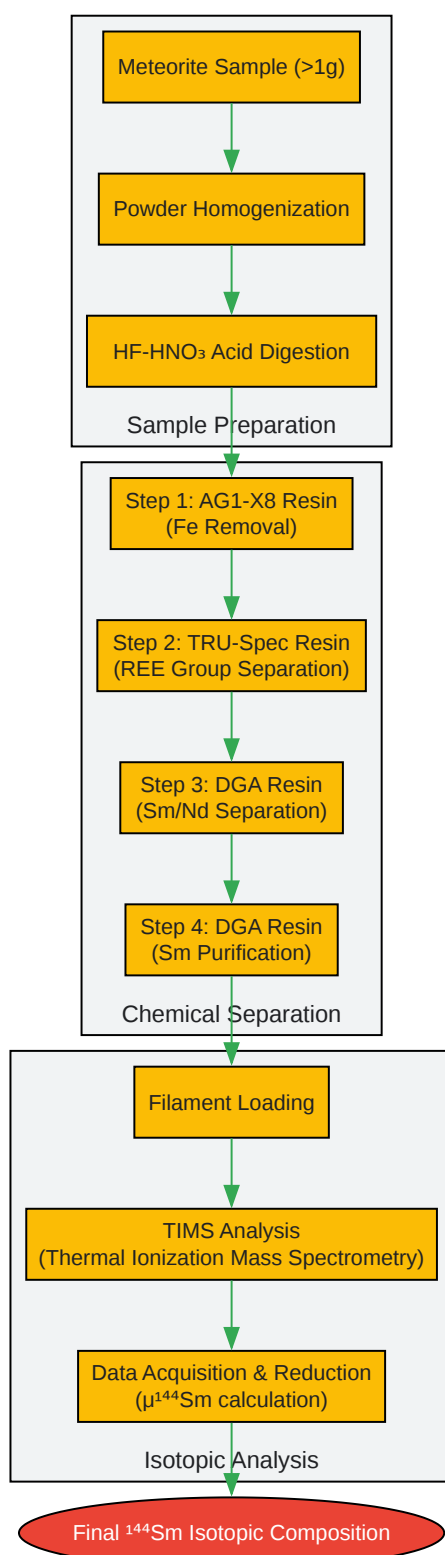 Meteorite Sample (>1g)
Powder Homogenization
HF-HNO₃ Acid Digestion
Sample Preparation
Step 1: AG1-X8 Resin
(Fe Removal)
Step 2: TRU-Spec Resin
(REE Group Separation)
Step 3: DGA Resin
(Sm/Nd Separation)
Step 4: DGA Resin
(Sm Purification)
Chemical Separation
Filament Loading
TIMS Analysis
(Thermal Ionization Mass Spectrometry)
Data Acquisition & Reduction
(μ¹⁴⁴Sm calculation)
Isotopic Analysis
Final ¹⁴⁴Sm Isotopic Composition